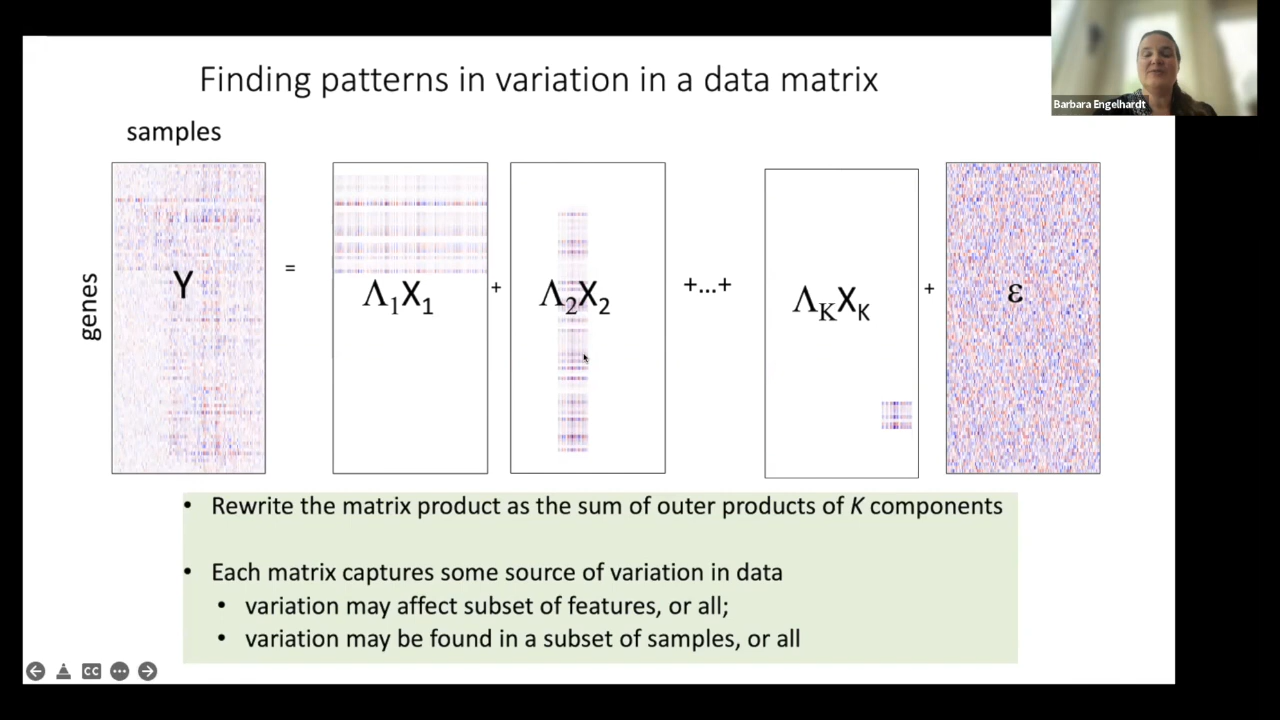 Finding patterns in variation in a data matrix
Barbara Engelhardt
samples
genes
Y
=
Λ₁X₁
+
Λ₂X₂
+...+
Λ_KX_K
+
ε
• Rewrite the matrix product as the sum of outer products of K components
• Each matrix captures some source of variation in data
• variation may affect subset of features, or all;
• variation may be found in a subset of samples, or all
CC